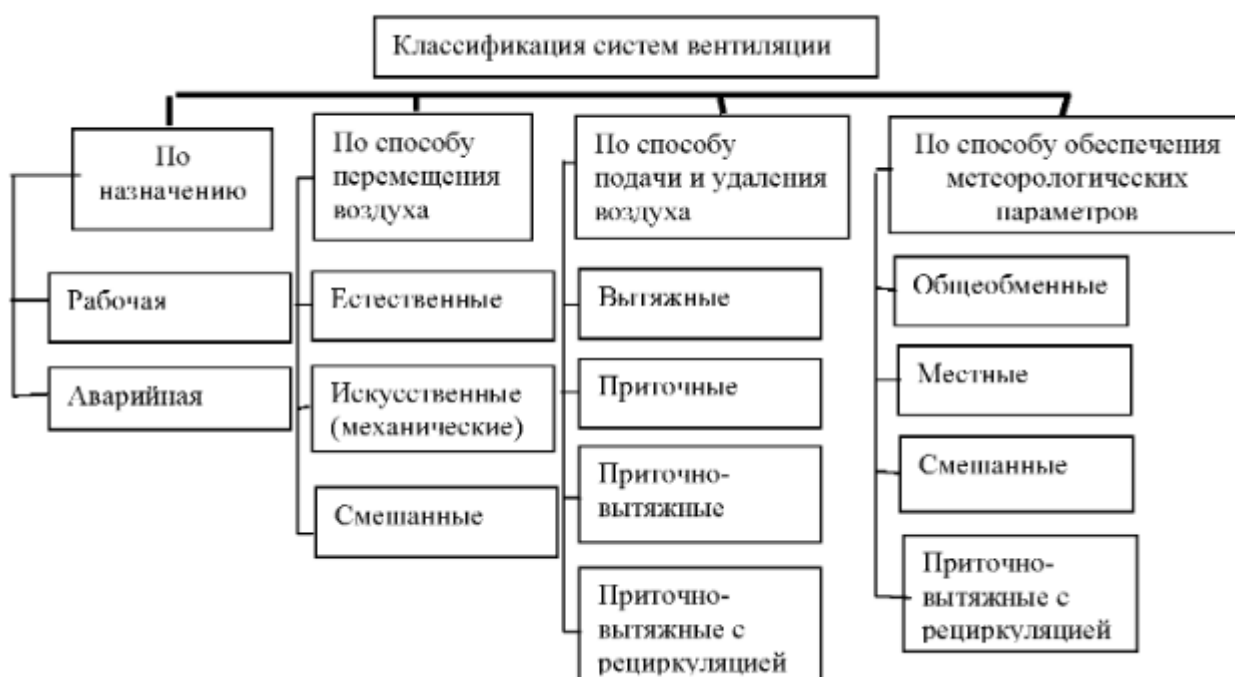 Классификация систем вентиляции
По
назначению
Рабочая
Аварийная
По способу
перемещения
воздуха
Естественные
Искусственные
(механические)
Смешанные
По способу
подачи и удаления
воздуха
Вытяжные
Приточные
Приточно-
вытяжные
Приточно-
вытяжные с
рециркуляцией
По способу обеспечения
метеорологических
параметров
Общеобменные
Местные
Смешанные
Приточно-
вытяжные с
рециркуляцией